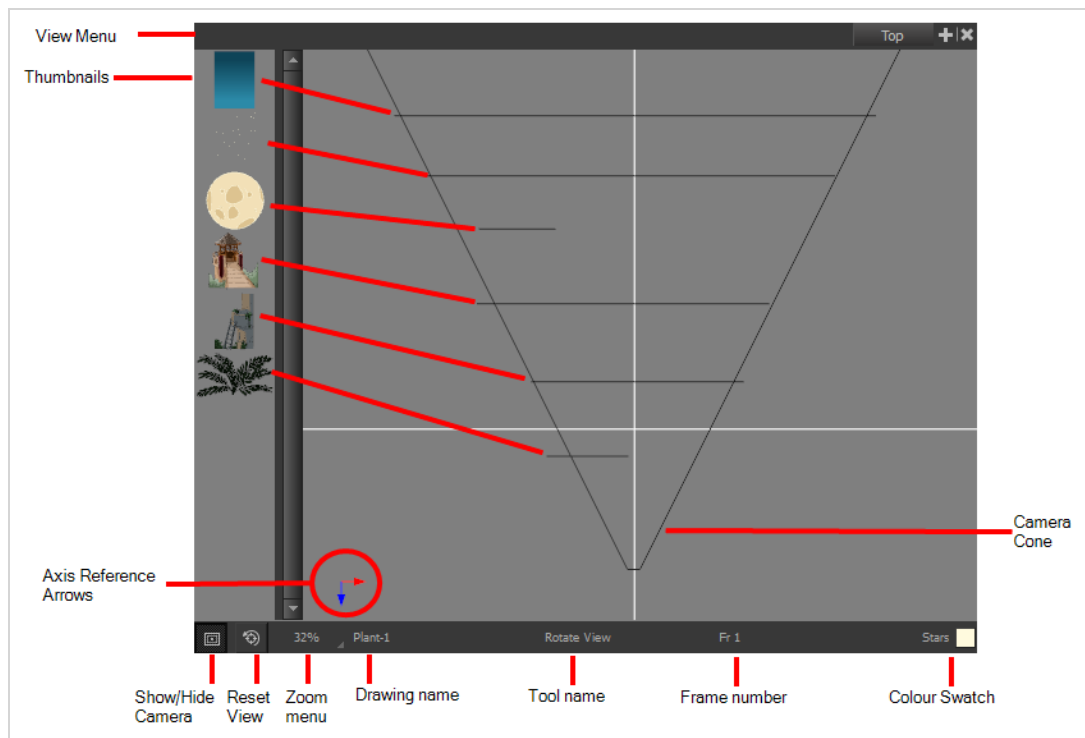 View Menu
Top
Thumbnails
Camera
Cone
Axis Reference
Arrows
32%
Plant-1
Rotate View
Fr 1
Stars
Show/Hide
Camera
Reset
View
Zoom
menu
Drawing name
Tool name
Frame number
Colour Swatch